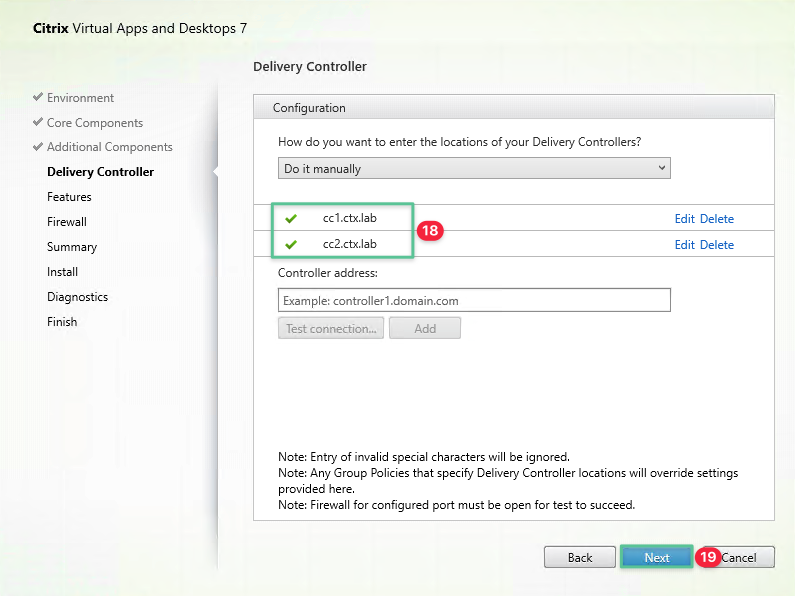 Citrix Virtual Apps and Desktops 7
Delivery Controller
Environment
Core Components
Additional Components
Delivery Controller
Features
Firewall
Summary
Install
Diagnostics
Finish
Configuration
How do you want to enter the locations of your Delivery Controllers?
Do it manually
cc1.ctx.lab Edit Delete
18
cc2.ctx.lab Edit Delete
Controller address:
Example: controller1.domain.com
Test connection... Add
Note: Entry of invalid special characters will be ignored.
Note: Any Group Policies that specify Delivery Controller locations will override settings
provided here.
Note: Firewall for configured port must be open for test to succeed.
Back Next 19 Cancel